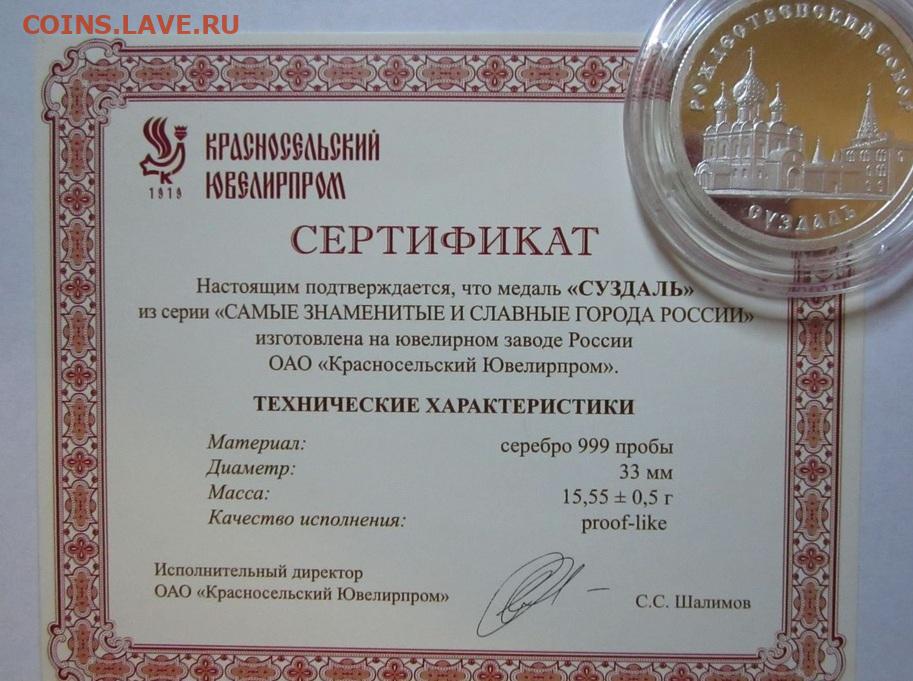 COINS.LAVE.RU
РОЖДЕСТВЕНСКИЙ СОБОР
СУЗДАЛЬ
КРАСНОСЕЛЬСКИЙ
ЮВЕЛИРПРОМ
1919
СЕРТИФИКАТ
Настоящим подтверждается, что медаль «СУЗДАЛЬ»
из серии «САМЫЕ ЗНАМЕНИТЫЕ И СЛАВНЫЕ ГОРОДА РОССИИ»
изготовлена на ювелирном заводе России
ОАО «Красносельский Ювелирпром».
ТЕХНИЧЕСКИЕ ХАРАКТЕРИСТИКИ
Материал: серебро 999 пробы
Диаметр: 33 мм
Масса: 15,55 ± 0,5 г
Качество исполнения: proof-like
Исполнительный директор
ОАО «Красносельский Ювелирпром»
С.С. Шалимов